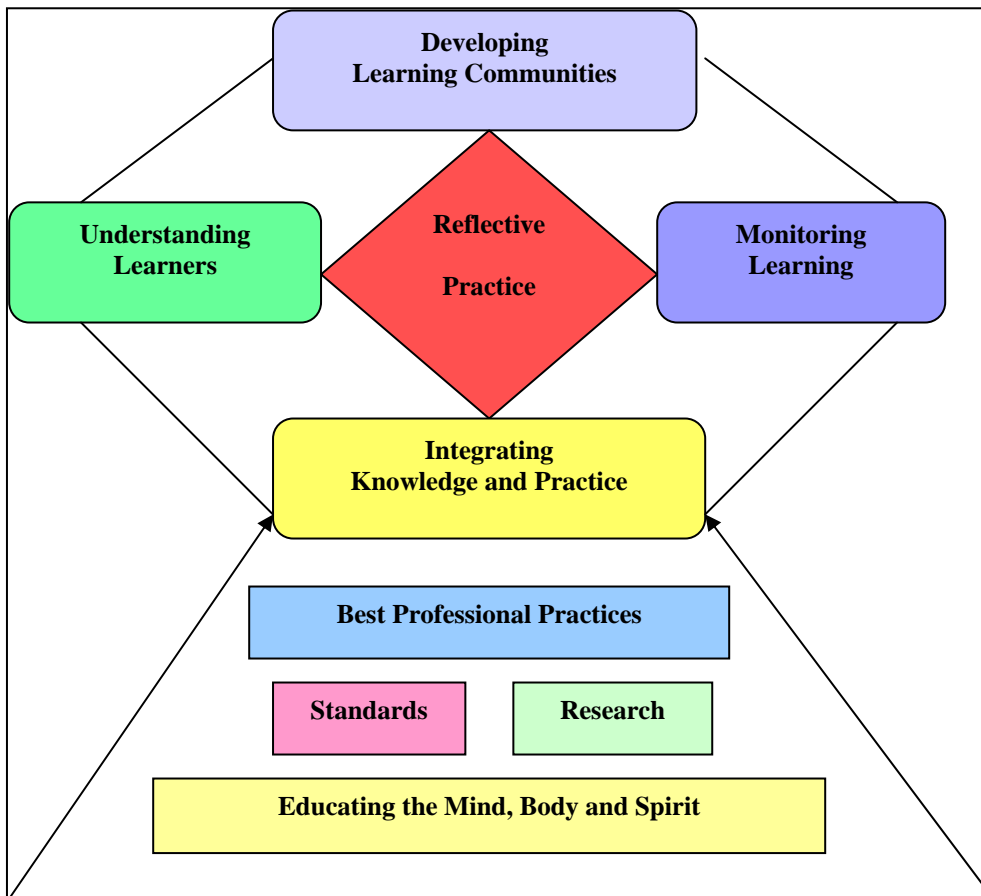 Developing
Learning Communities
Understanding
Learners
Reflective
Practice
Monitoring
Learning
Integrating
Knowledge and Practice
Best Professional Practices
Standards
Research
Educating the Mind, Body and Spirit